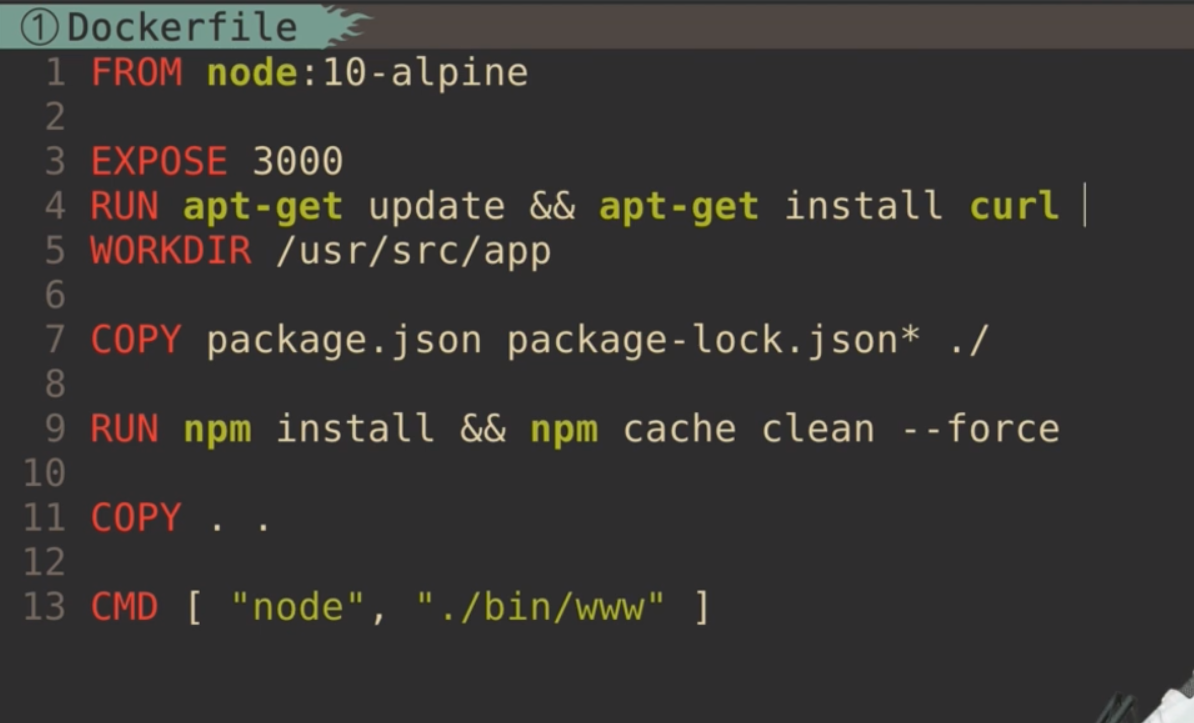 ①Dockerfile
1 FROM node:10-alpine
2
3 EXPOSE 3000
4 RUN apt-get update && apt-get install curl
5 WORKDIR /usr/src/app
6
7 COPY package.json package-lock.json* ./
8
9 RUN npm install && npm cache clean --force
10
11 COPY . .
12
13 CMD [ "node", "./bin/www" ]